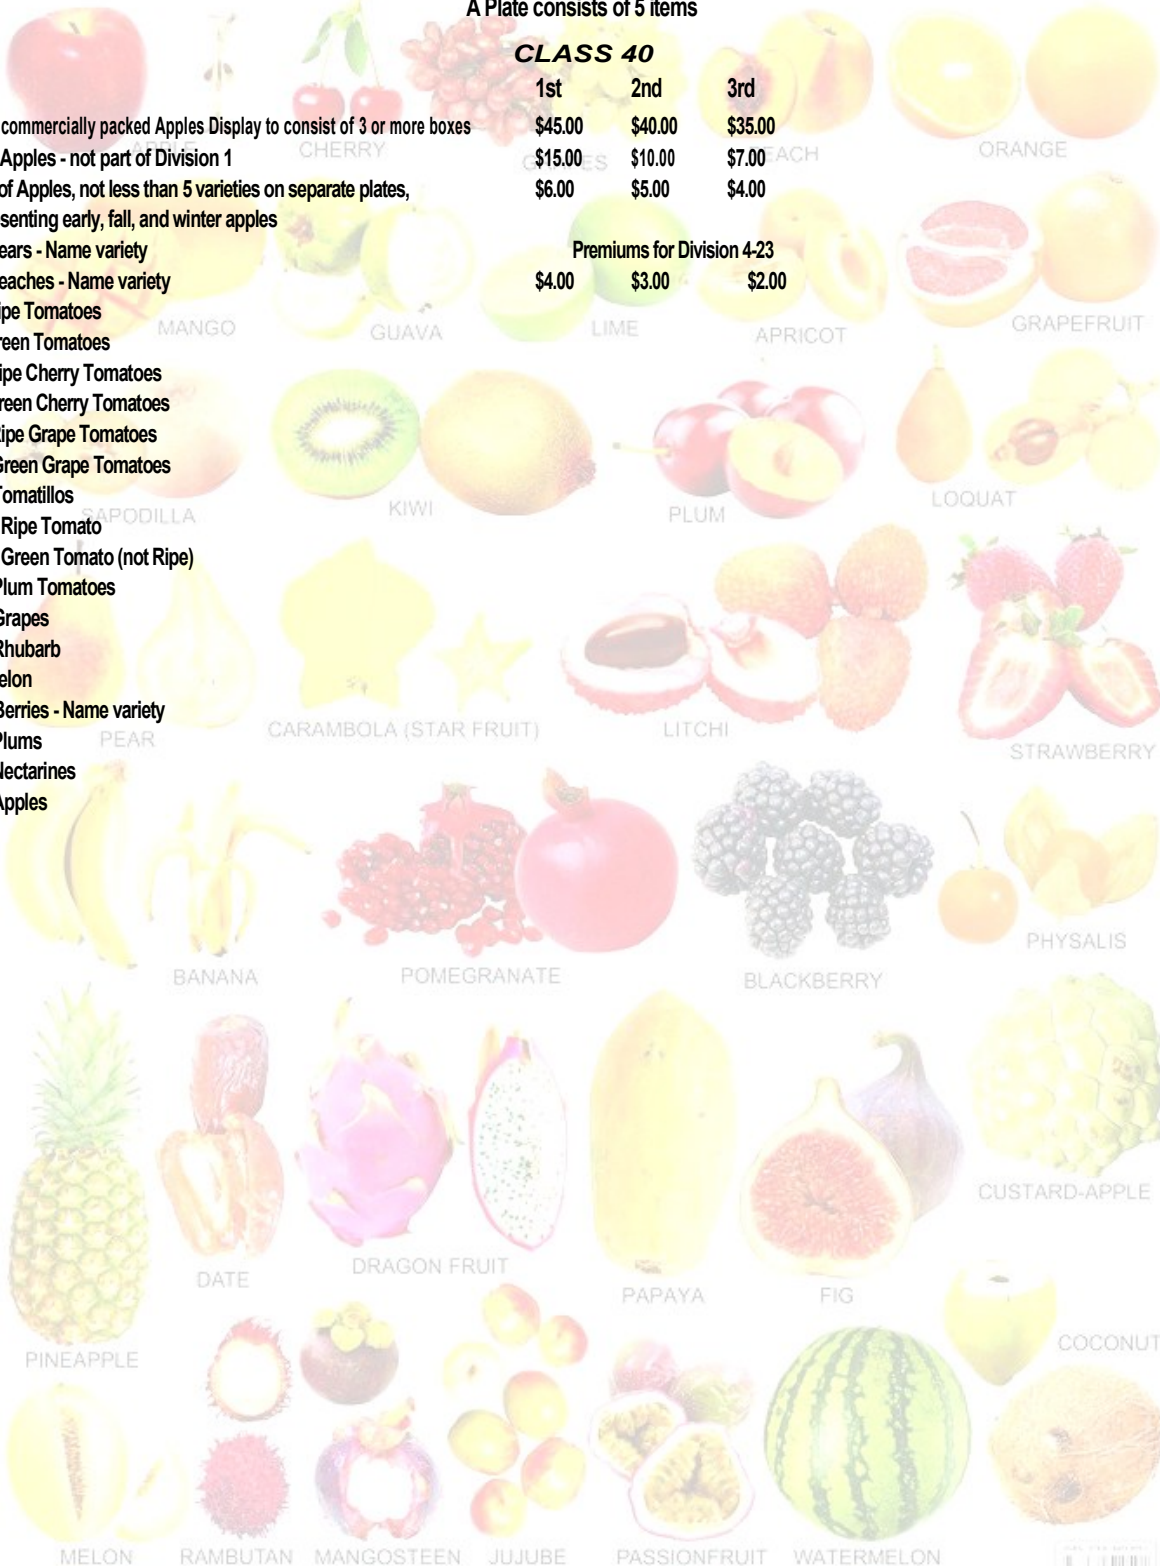 A Plate consists of 5 items
CLASS 40
1st 2nd 3rd
commercially packed Apples Display to consist of 3 or more boxes $45.00 $40.00 $35.00
Apples - not part of Division 1 $15.00 $10.00 $7.00
of Apples, not less than 5 varieties on separate plates, $6.00 $5.00 $4.00
senting early, fall, and winter apples
ears - Name variety Premiums for Division 4-23
eaches - Name variety $4.00 $3.00 $2.00
ipe Tomatoes
reen Tomatoes
ipe Cherry Tomatoes
reen Cherry Tomatoes
ipe Grape Tomatoes
Green Grape Tomatoes
Tomatillos
Ripe Tomato
Green Tomato (not Ripe)
Plum Tomatoes
Grapes
Rhubarb
elon
Berries - Name variety
Plums
Nectarines
Apples
APPLE CHERRY GRAPES PEACH ORANGE
MANGO GUAVA LIME APRICOT GRAPEFRUIT
SAPODILLA KIWI PLUM LOQUAT
PEAR CARAMBOLA (STAR FRUIT) LITCHI STRAWBERRY
BANANA POMEGRANATE BLACKBERRY PHYSALIS
PINEAPPLE DATE DRAGON FRUIT PAPAYA FIG CUSTARD-APPLE
COCONUT
MELON RAMBUTAN MANGOSTEEN JUJUBE PASSIONFRUIT WATERMELON